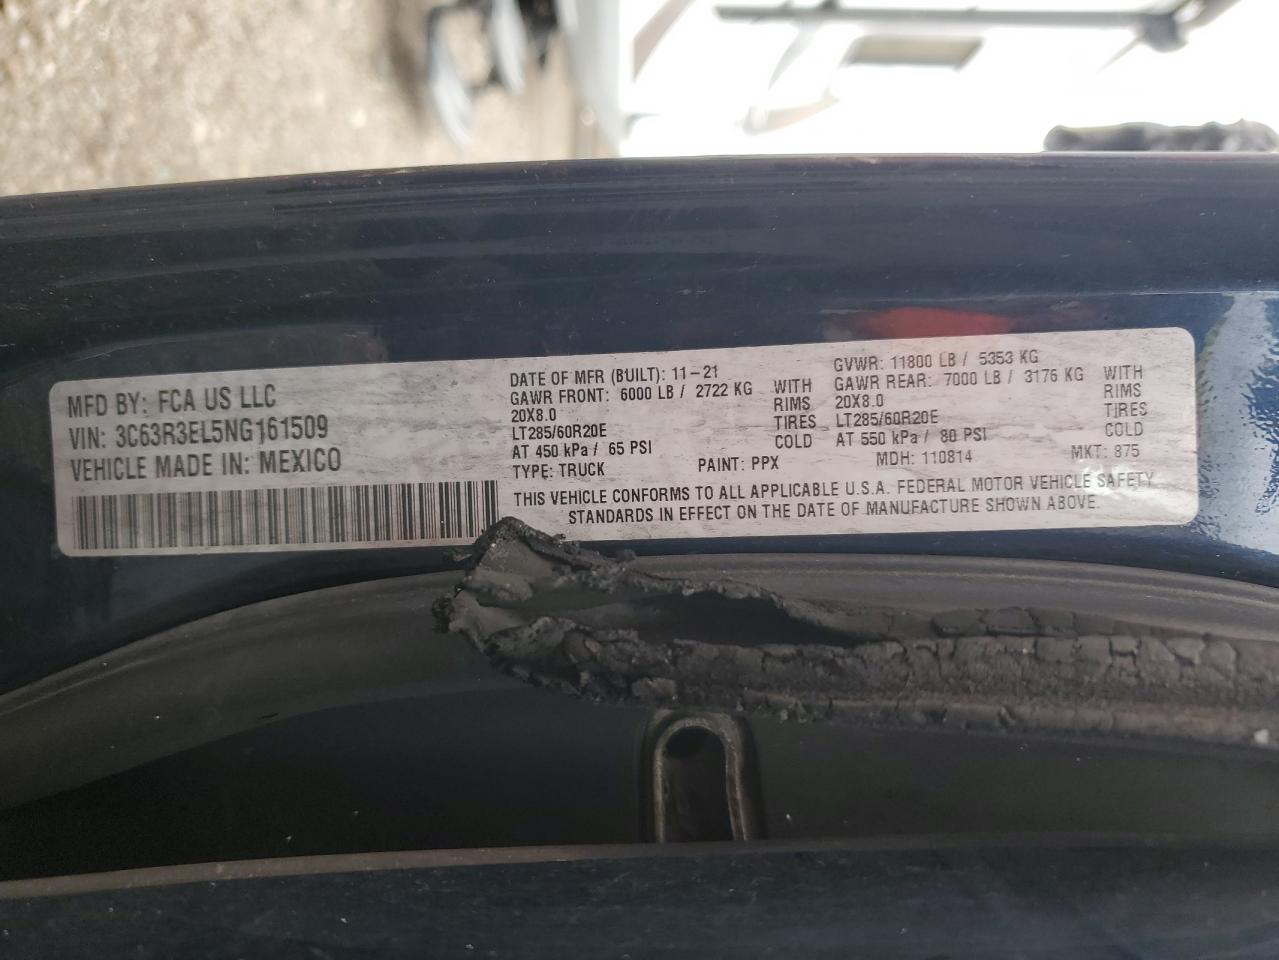 MFD BY: FCA US LLC
VIN: 3C63R3EL5NG161509
VEHICLE MADE IN: MEXICO
DATE OF MFR (BUILT): 11-21
GAWR FRONT: 6000 LB / 2722 KG WITH
20X8.0 RIMS
LT285/60R20E TIRES
AT 450 kPa / 65 PSI COLD
TYPE: TRUCK PAINT: PPX
GVWR: 11800 LB / 5353 KG
GAWR REAR: 7000 LB / 3176 KG WITH
20X8.0 RIMS
LT285/60R20E TIRES
AT 550 kPa / 80 PSI COLD
MDH: 110814 MKT: 875
THIS VEHICLE CONFORMS TO ALL APPLICABLE U.S.A. FEDERAL MOTOR VEHICLE SAFETY
STANDARDS IN EFFECT ON THE DATE OF MANUFACTURE SHOWN ABOVE.